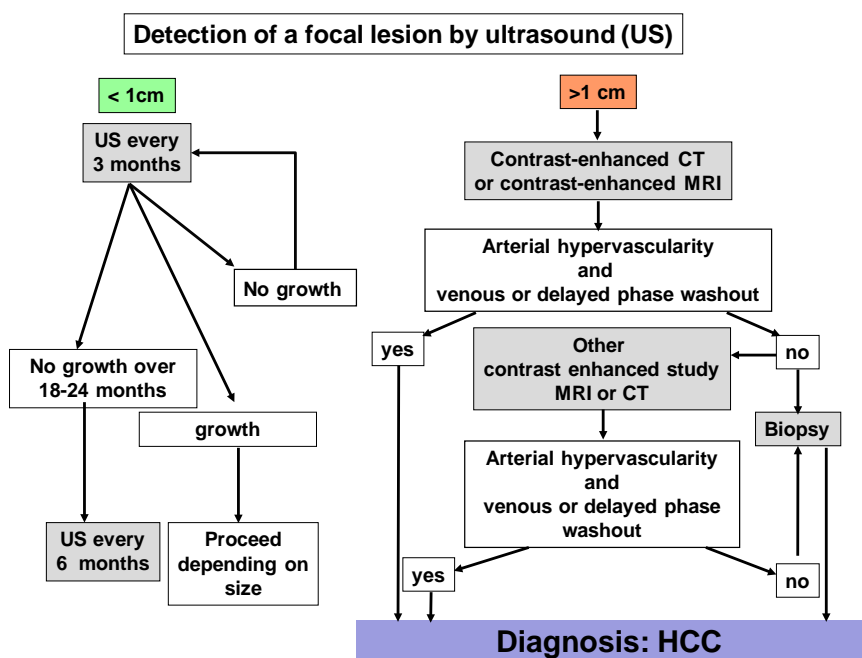 Detection of a focal lesion by ultrasound (US)
< 1cm
US every
3 months
No growth
No growth over
18-24 months
growth
US every
6 months
Proceed
depending on
size
>1 cm
Contrast-enhanced CT
or contrast-enhanced MRI
Arterial hypervascularity
and
venous or delayed phase washout
yes
no
Other
contrast enhanced study
MRI or CT
Biopsy
Arterial hypervascularity
and
venous or delayed phase
washout
yes
no
Diagnosis: HCC